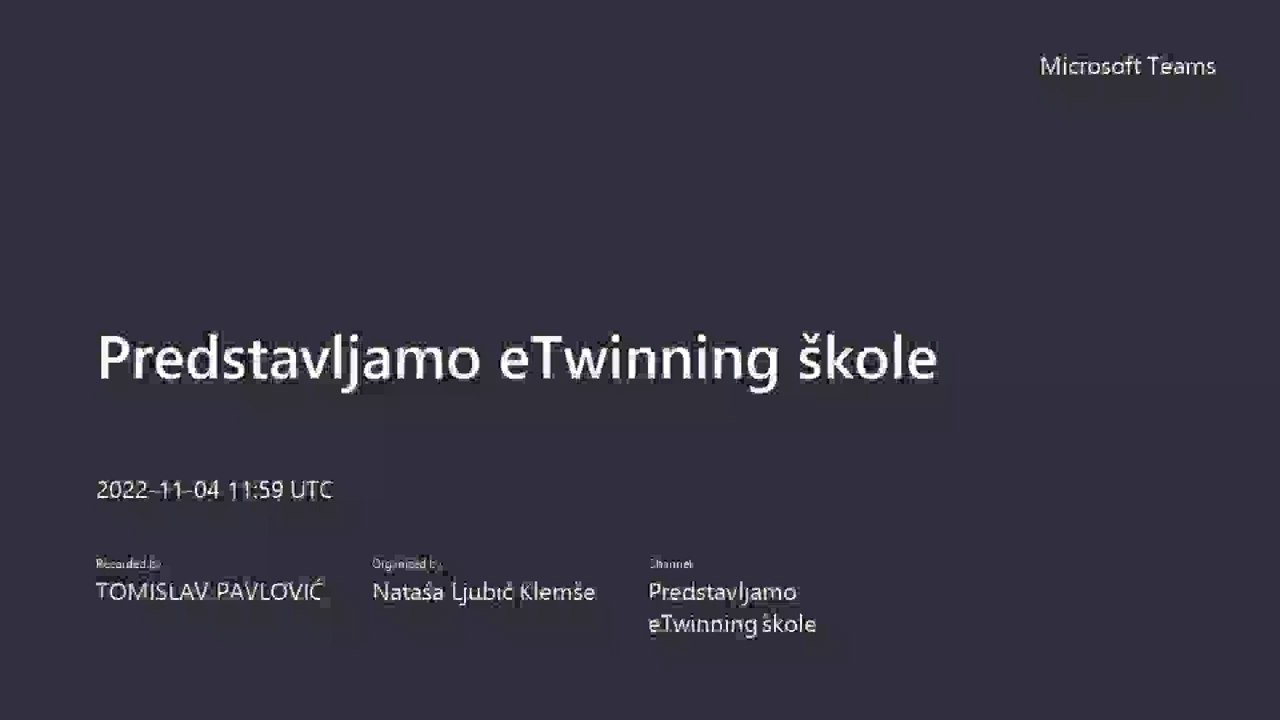 Microsoft Teams
Predstavljamo eTwinning škole
2022-11-04 11:59 UTC
Recorded by
Organized by
Channel
TOMISLAV PAVLOVIĆ
Nataša Ljubić Klemše
Predstavljamo
eTwinning škole